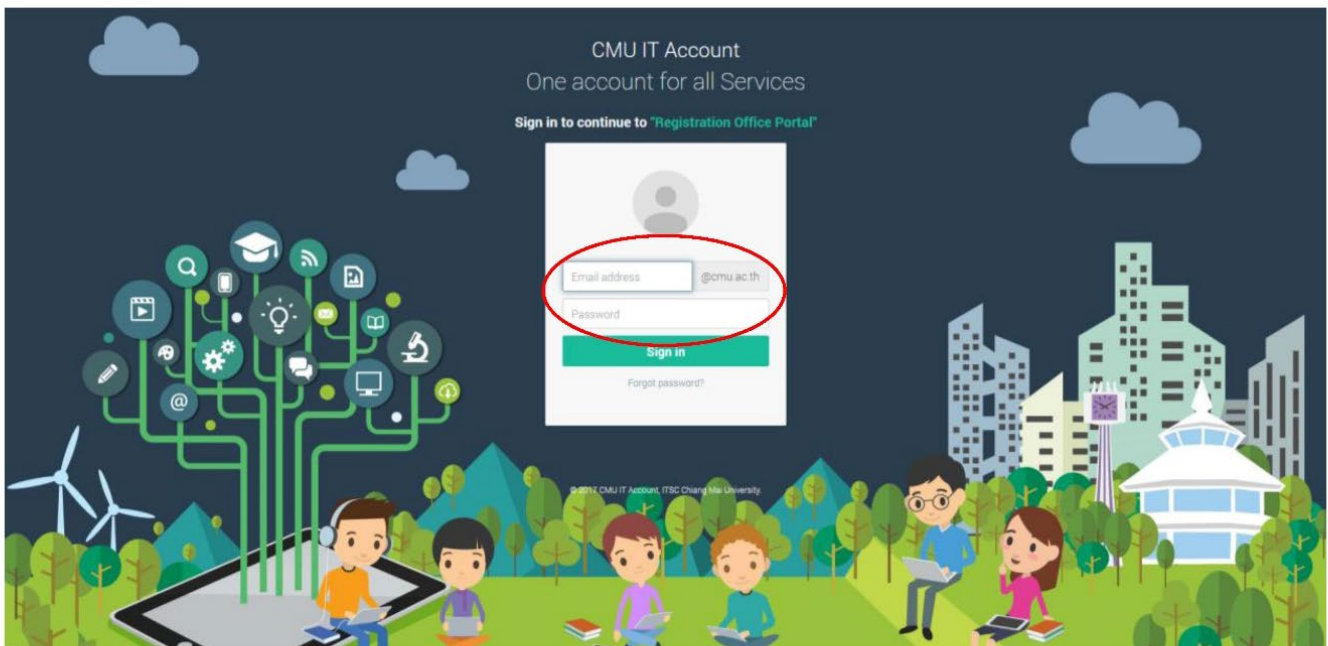 CMU IT Account
One account for all Services
Sign in to continue to "Registration Office Portal"
Email address @cmu.ac.th
Password
Sign in
Forgot password?
© 2017 CMU IT Account, ITSC Chiang Mai University.
@